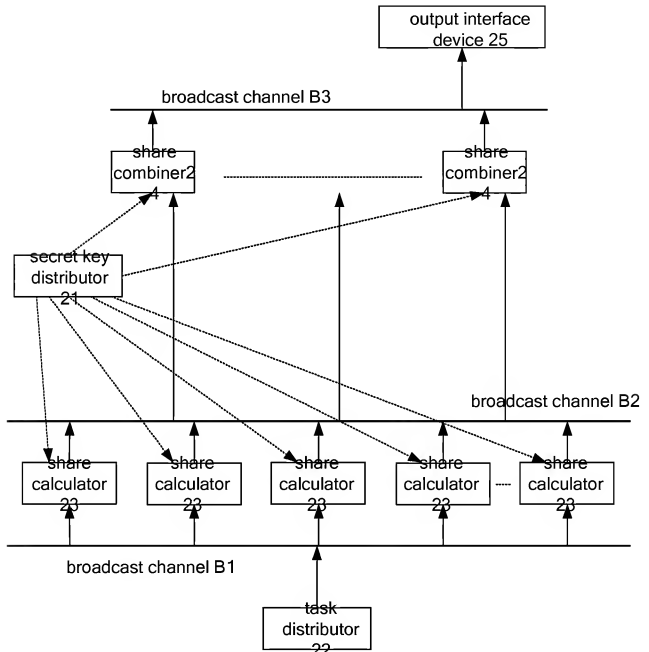 output interface
device 25
broadcast channel B3
share
combiner2
4
share
combiner2
4
secret key
distributor
21
broadcast channel B2
share
calculator
23
share
calculator
23
share
calculator
23
share
calculator
23
share
calculator
23
broadcast channel B1
task
distributor
22